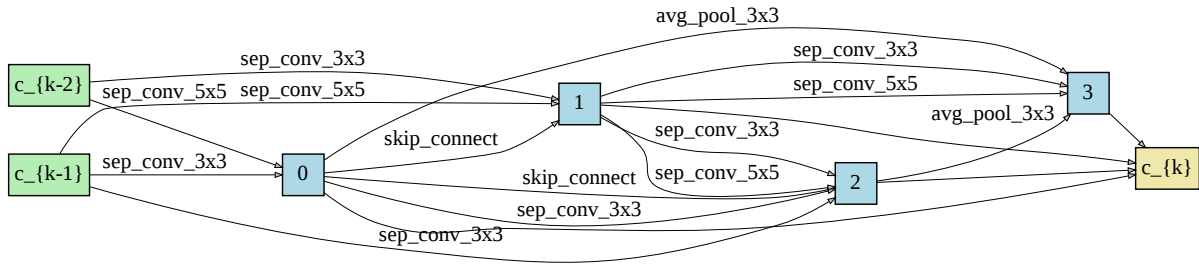 avg_pool_3x3
sep_conv_3x3
sep_conv_3x3
c_{k-2}
sep_conv_5x5
sep_conv_5x5
sep_conv_5x5
1
3
avg_pool_3x3
sep_conv_3x3
skip_connect
c_{k-1}
sep_conv_3x3
0
sep_conv_5x5
c_{k}
skip_connect
2
sep_conv_3x3
sep_conv_3x3